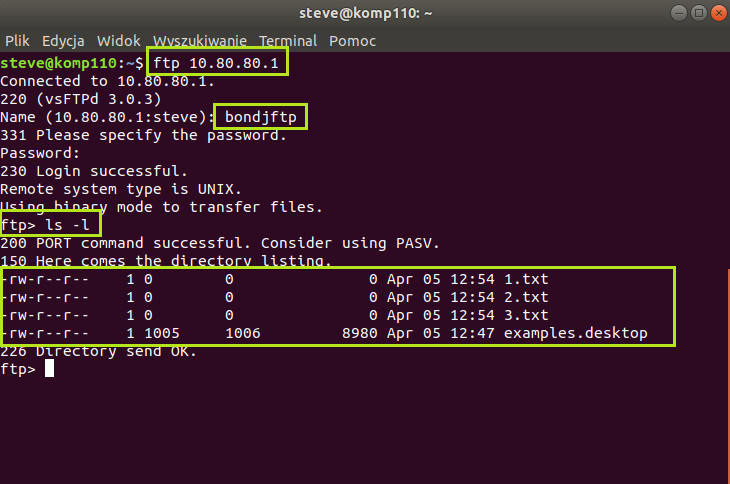 steve@komp110: ~
Plik Edycja Widok Wyszukiwanie Terminal Pomoc
steve@komp110:~$ ftp 10.80.80.1
Connected to 10.80.80.1.
220 (vsFTPd 3.0.3)
Name (10.80.80.1:steve): bondjftp
331 Please specify the password.
Password:
230 Login successful.
Remote system type is UNIX.
Using binary mode to transfer files.
ftp> ls -l
200 PORT command successful. Consider using PASV.
150 Here comes the directory listing.
-rw-r--r--    1 0        0               0 Apr 05 12:54 1.txt
-rw-r--r--    1 0        0               0 Apr 05 12:54 2.txt
-rw-r--r--    1 0        0               0 Apr 05 12:54 3.txt
-rw-r--r--    1 1005     1006         8980 Apr 05 12:47 examples.desktop
226 Directory send OK.
ftp>